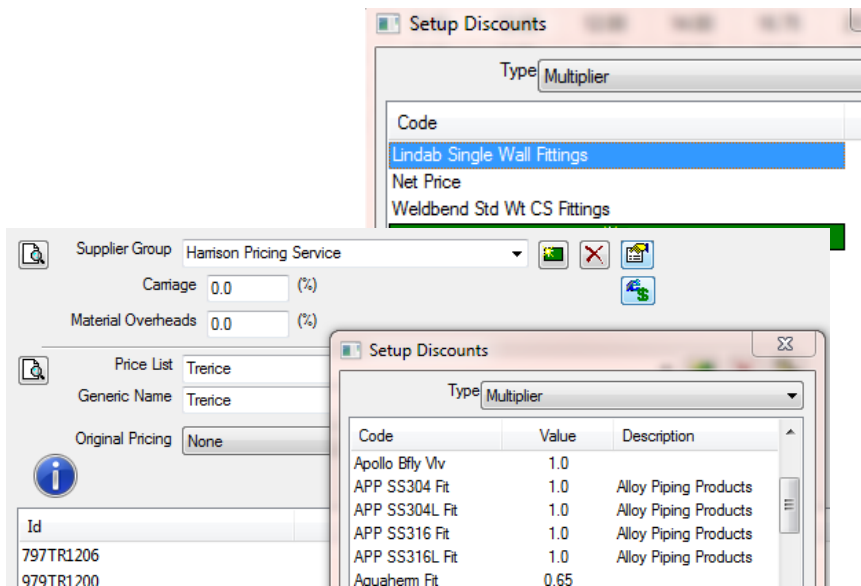 Setup Discounts
Type Multiplier
Code
Lindab Single Wall Fittings
Net Price
Weldbend Std Wt CS Fittings
Supplier Group Harrison Pricing Service
Carriage 0.0 (%)
Material Overheads 0.0 (%)
Price List Trerice
Generic Name Trerice
Original Pricing None
Id
797TR1206
979TR1200
Setup Discounts
Type Multiplier
Code Value Description
Apollo Bfly Vlv 1.0
APP SS304 Fit 1.0 Alloy Piping Products
APP SS304L Fit 1.0 Alloy Piping Products
APP SS316 Fit 1.0 Alloy Piping Products
APP SS316L Fit 1.0 Alloy Piping Products
Aquaherm Fit 0.65